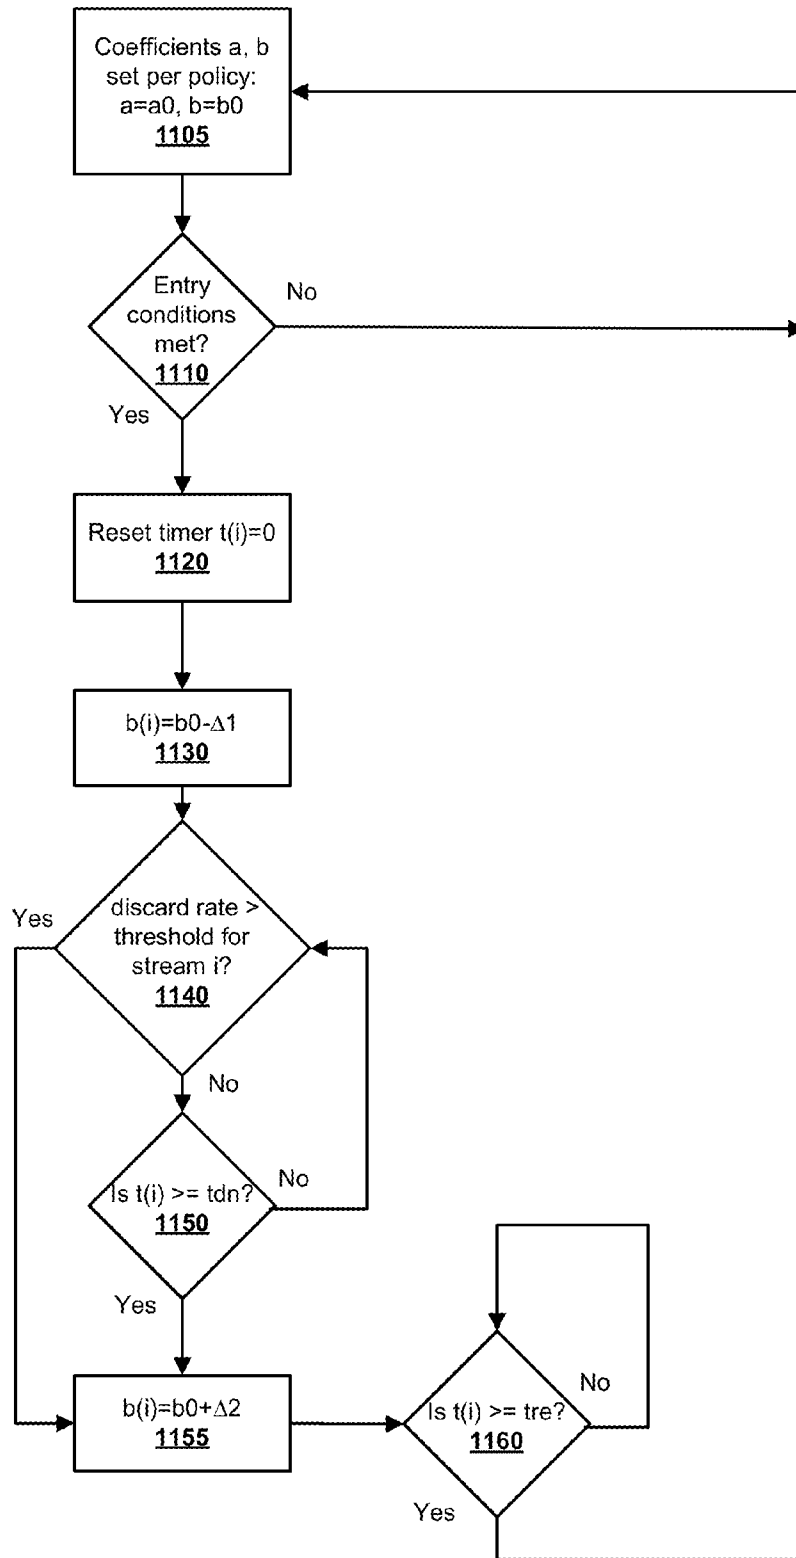 Coefficients a, b
set per policy:
a=a0, b=b0
1105
Entry
conditions
met?
1110
No
Yes
Reset timer t(i)=0
1120
b(i)=b0-Δ1
1130
discard rate >
threshold for
stream i?
1140
Yes
No
Is t(i) >= tdn?
1150
No
Yes
b(i)=b0+Δ2
1155
Is t(i) >= tre?
1160
No
Yes